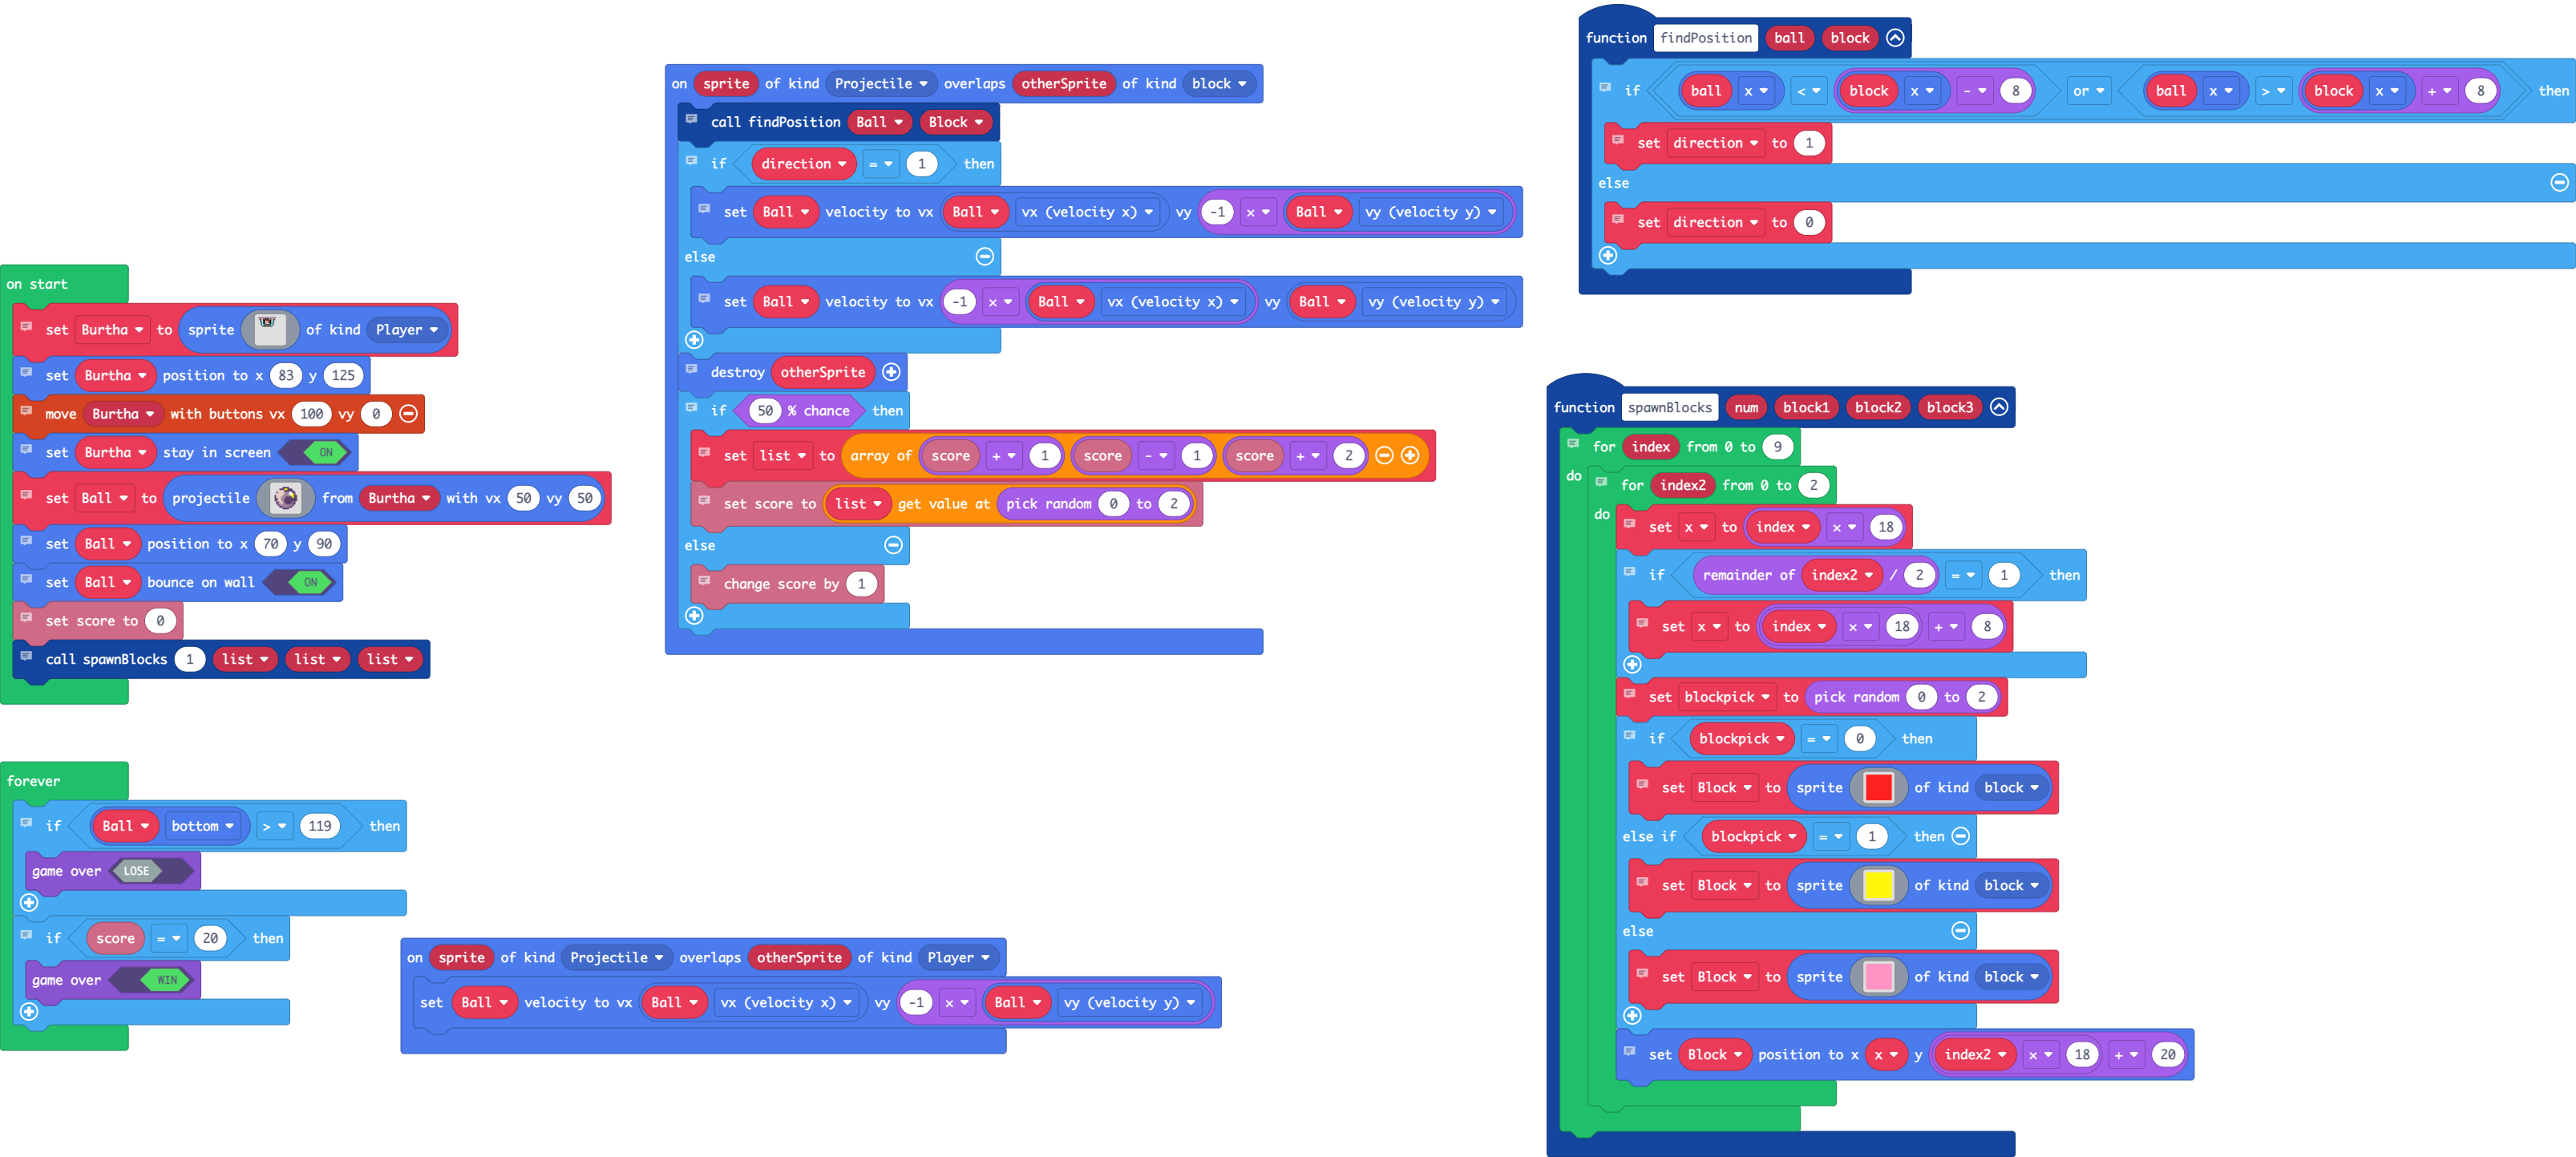 on start
set Burtha to sprite of kind Player
set Burtha position to x 83 y 125
move Burtha with buttons vx 100 vy 0
set Burtha stay in screen ON
set Ball to projectile from Burtha with vx 50 vy 50
set Ball position to x 70 y 90
set Ball bounce on wall ON
set score to 0
call spawnBlocks 1 list list list
forever
if Ball bottom > 119 then
game over LOSE
if score = 20 then
game over WIN
on sprite of kind Projectile overlaps otherSprite of kind block
call findPosition Ball Block
if direction = 1 then
set Ball velocity to vx Ball vx (velocity x) vy -1 × Ball vy (velocity y)
else
set Ball velocity to vx -1 × Ball vx (velocity x) vy Ball vy (velocity y)
destroy otherSprite
if 50 % chance then
set list to array of score + 1 score - 1 score + 2
set score to list get value at pick random 0 to 2
else
change score by 1
on sprite of kind Projectile overlaps otherSprite of kind Player
set Ball velocity to vx Ball vx (velocity x) vy -1 × Ball vy (velocity y)
function findPosition ball block
if ball x < block x - 8 or ball x > block x + 8 then
set direction to 1
else
set direction to 0
function spawnBlocks num block1 block2 block3
for index from 0 to 9
do for index2 from 0 to 2
do set x to index × 18
if remainder of index2 / 2 = 1 then
set x to index × 18 + 8
set blockpick to pick random 0 to 2
if blockpick = 0 then
set Block to sprite of kind block
else if blockpick = 1 then
set Block to sprite of kind block
else
set Block to sprite of kind block
set Block position to x x y index2 × 18 + 20